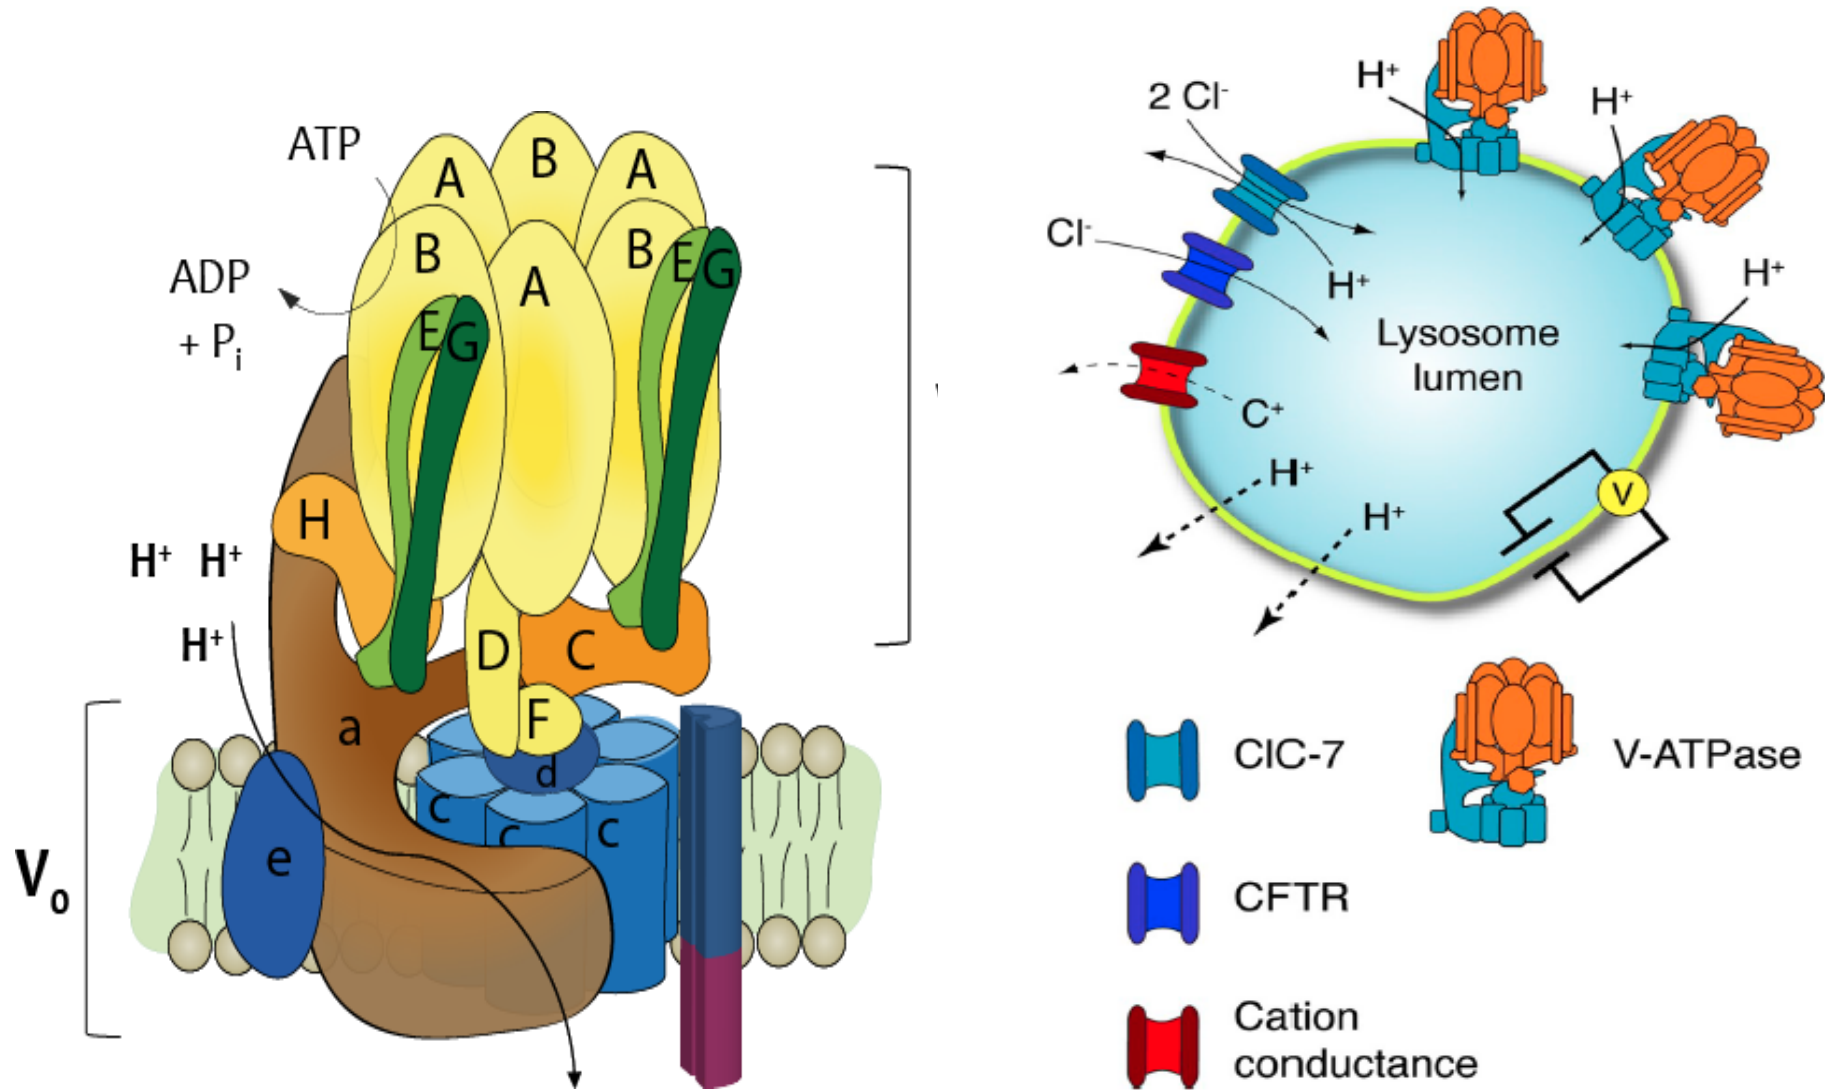 ATP
ADP
+ Pi
A
B
A
B
A
B
E
G
E
G
H
H⁺ H⁺
H⁺
D
C
F
a
d
c
c
c
e
V₀
2 Cl⁻
H⁺
H⁺
H⁺
Cl⁻
H⁺
Lysosome
lumen
C⁺
H⁺
H⁺
V
ClC-7
V-ATPase
CFTR
Cation
conductance